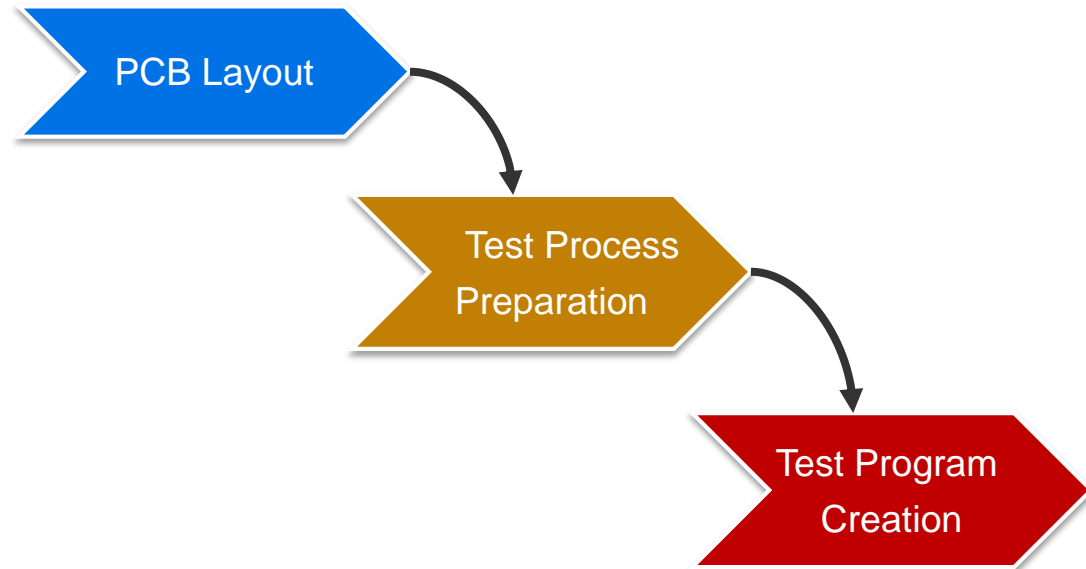 PCB Layout
Test Process
Preparation
Test Program
Creation